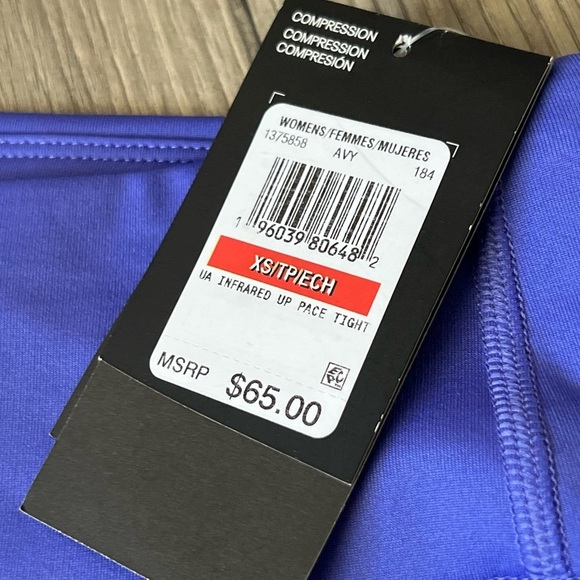 COMPRESSION
COMPRESSION
COMPRESIÓN
WOMENS/FEMMES/MUJERES
1375858 AVY 184
1 96039 80648 2
XS/TP/ECH
UA INFRARED UP PACE TIGHT
MSRP $65.00